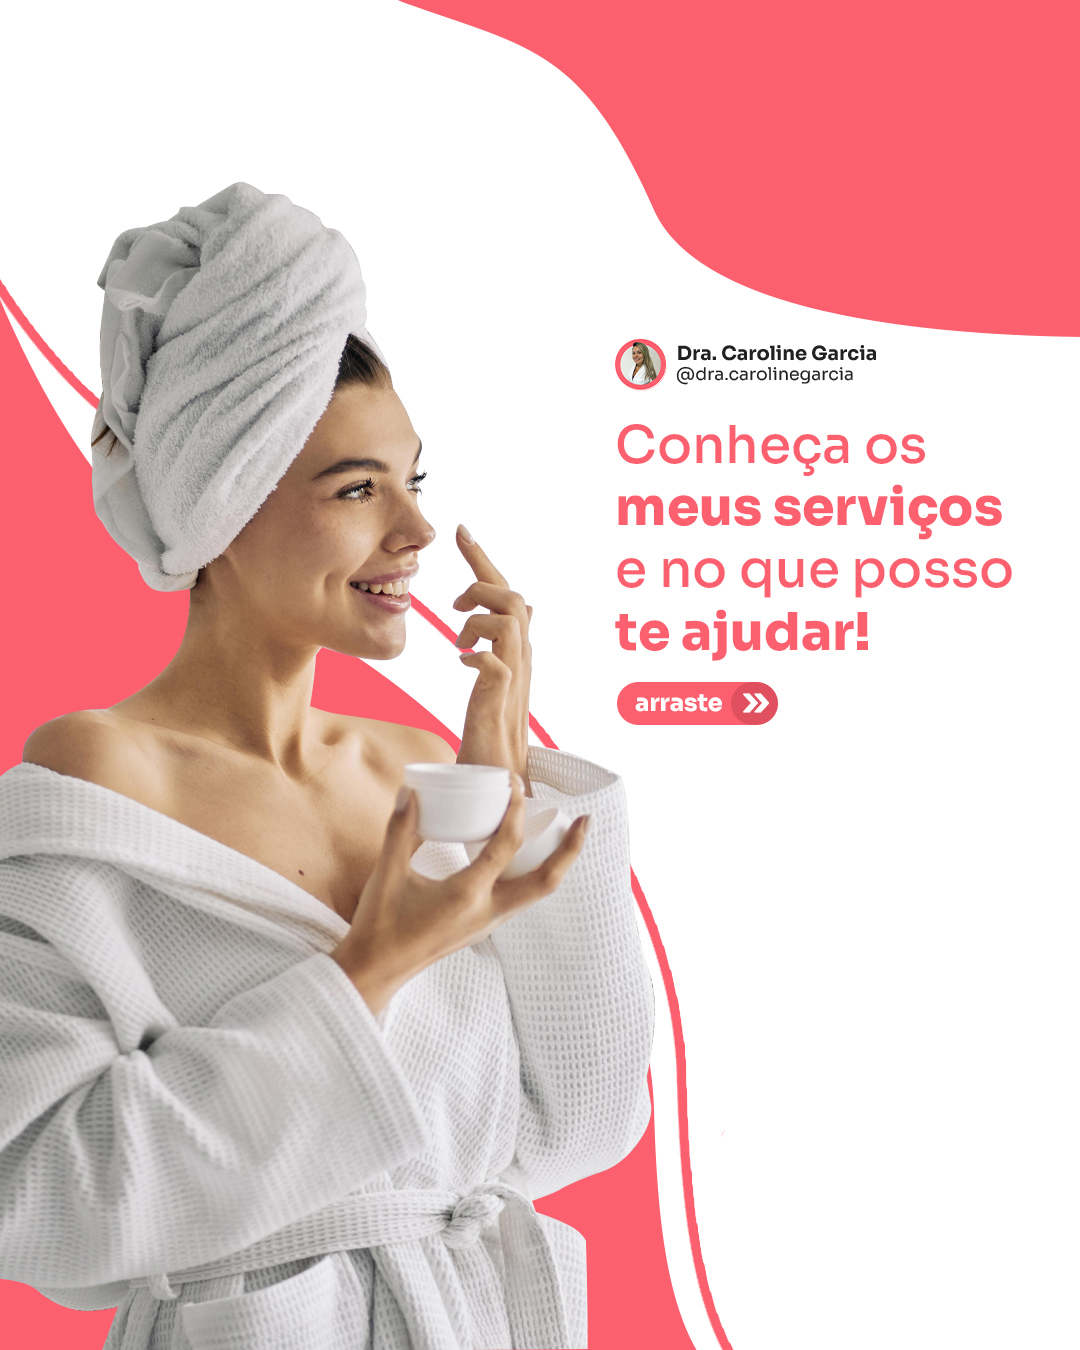 Dra. Caroline Garcia
@dra.carolinegarcia
Conheça os
meus serviços
e no que posso
te ajudar!
arraste